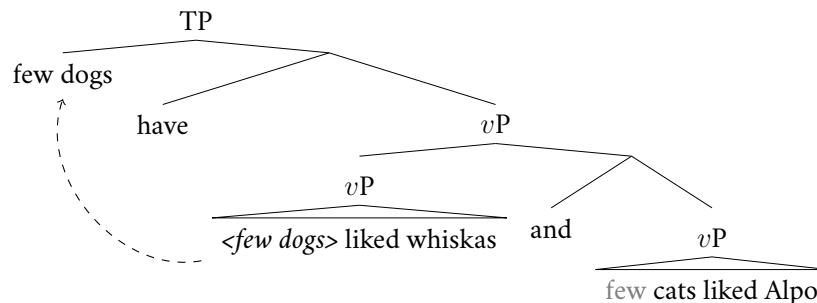 TP
few dogs
have
vP
vP
<few dogs> liked whiskas
and
vP
few cats liked Alpo